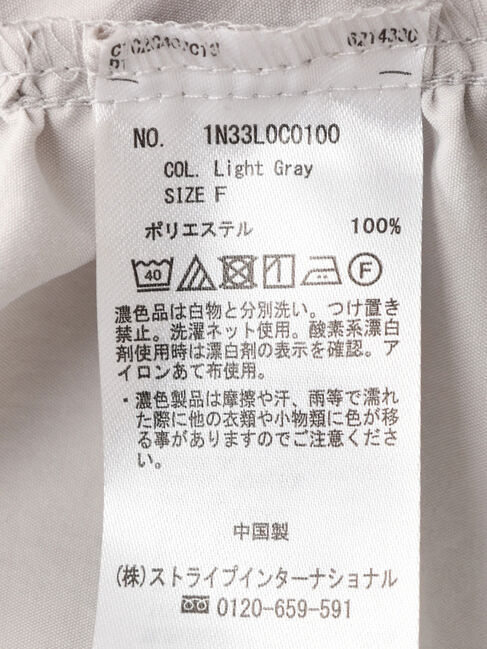 NO. 1N33L0C0100
COL. Light Gray
SIZE F
ポリエステル 100%
40 F
濃色品は白物と分別洗い。つけ置き
禁止。洗濯ネット使用。酸素系漂白
剤使用時は漂白剤の表示を確認。ア
イロンあて布使用。
・濃色製品は摩擦や汗、雨等で濡れ
た際に他の衣類や小物類に色が移
る事がありますのでご注意くださ
い。
中国製
(株)ストライプインターナショナル
0120-659-591